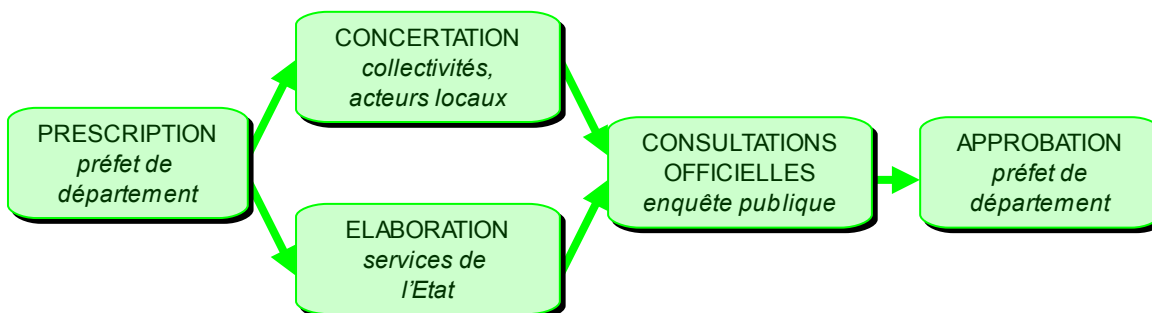 PRESCRIPTION
préfet de
département
CONCERTATION
collectivités,
acteurs locaux
ELABORATION
services de
l’Etat
CONSULTATIONS
OFFICIELLES
enquête publique
APPROBATION
préfet de
département